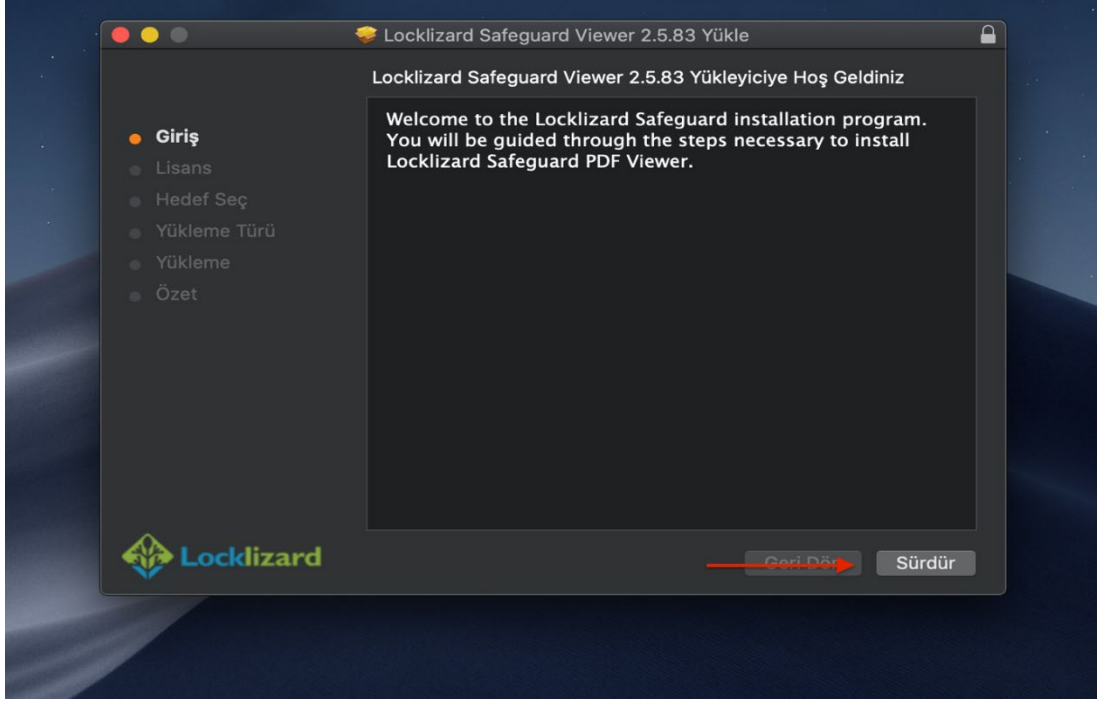 Locklizard Safeguard Viewer 2.5.83 Yükle
Locklizard Safeguard Viewer 2.5.83 Yükleyiciye Hoş Geldiniz
Giriş
Lisans
Hedef Seç
Yükleme Türü
Yükleme
Özet
Welcome to the Locklizard Safeguard installation program.
You will be guided through the steps necessary to install
Locklizard Safeguard PDF Viewer.
Locklizard
Geri Dön
Sürdür